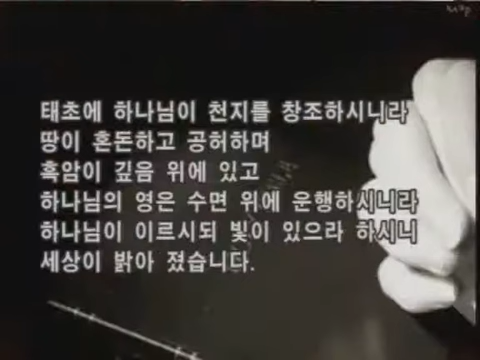 태초에 하나님이 천지를 창조하시니라
땅이 혼돈하고 공허하며
흑암이 깊음 위에 있고
하나님의 영은 수면 위에 운행하시니라
하나님이 이르시되 빛이 있으라 하시니
세상이 밝아 졌습니다.